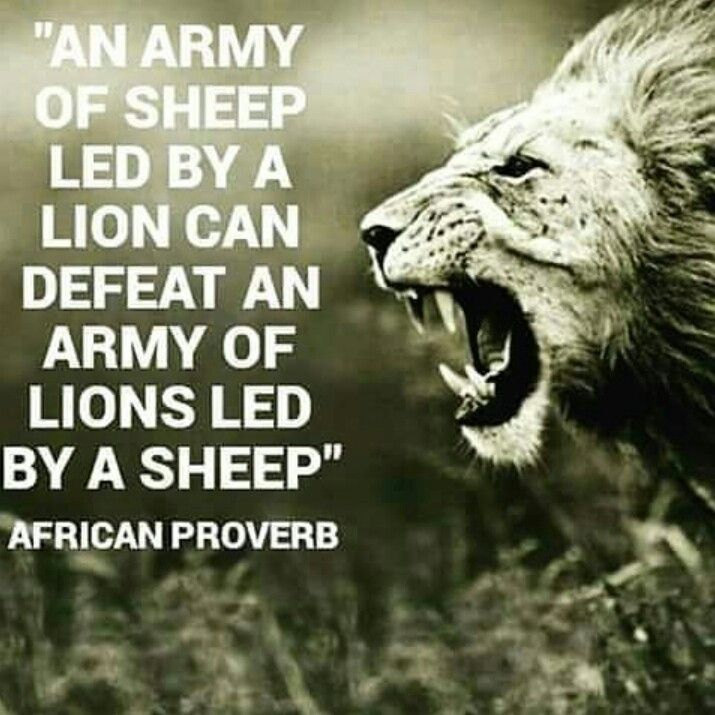 "AN ARMY
OF SHEEP
LED BY A
LION CAN
DEFEAT AN
ARMY OF
LIONS LED
BY A SHEEP"
AFRICAN PROVERB